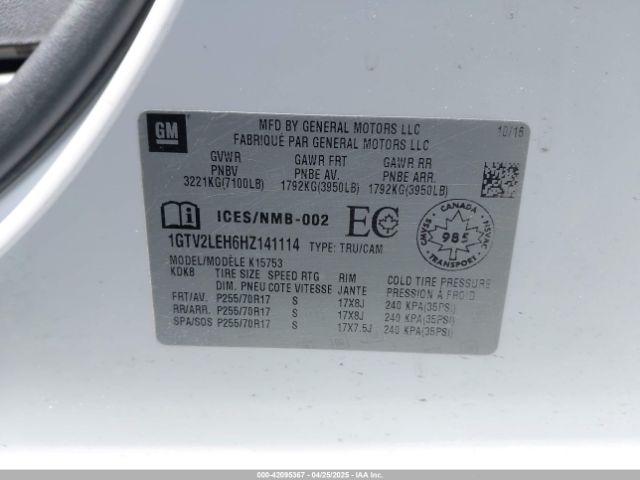 GM
MFD BY GENERAL MOTORS LLC
FABRIQUÉ PAR GENERAL MOTORS LLC
10/16
GVWR GAWR FRT GAWR RR
PNBV PNBE AV. PNBE ARR.
3221KG(7100LB) 1792KG(3950LB) 1792KG(3950LB)
ICES/NMB-002 EC
CANADA
CMVSS 985 NSVAC
TRANSPORT
1GTV2LEH6HZ141114 TYPE: TRU/CAM
MODEL/MODÈLE K15753
KDK8 TIRE SIZE SPEED RTG RIM COLD TIRE PRESSURE
DIM. PNEU COTE VITESSE JANTE PRESSION À FROID
FRT/AV. P255/70R17 S 17X8J 240 KPA(35PSI)
RR/ARR. P255/70R17 S 17X8J 240 KPA(35PSI)
SPA/SOS P255/70R17 S 17X7.5J 240 KPA(35PSI)
000-42095367 - 04/25/2025 - IAAI.CA